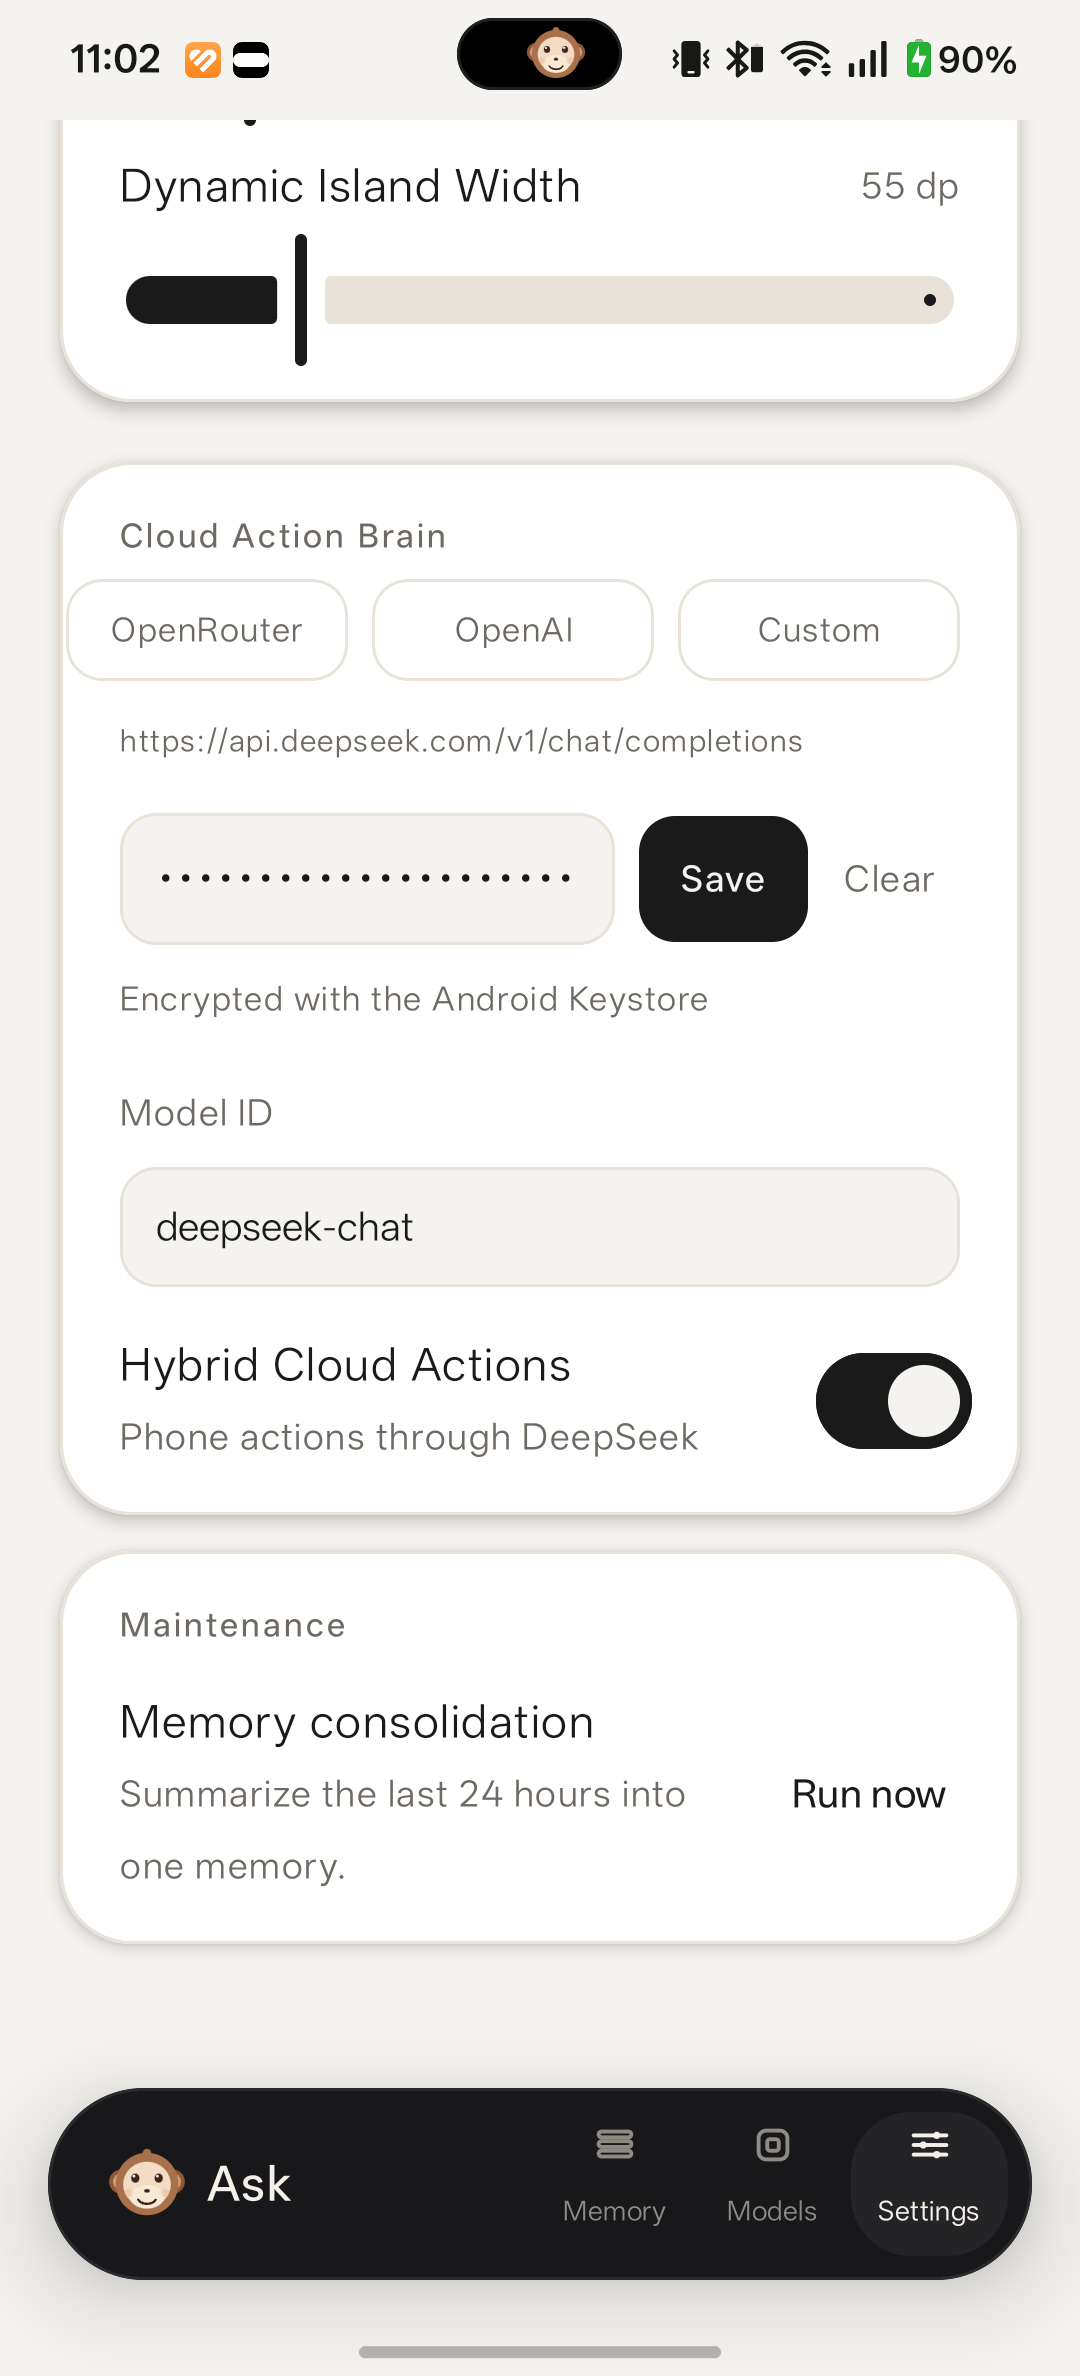 11:02
90%
Dynamic Island Width
55 dp
Cloud Action Brain
OpenRouter
OpenAI
Custom
https://api.deepseek.com/v1/chat/completions
••••••••••••••••••••• Save Clear
Encrypted with the Android Keystore
Model ID
deepseek-chat
Hybrid Cloud Actions
Phone actions through DeepSeek
Maintenance
Memory consolidation
Summarize the last 24 hours into
one memory.
Run now
Ask
Memory
Models
Settings